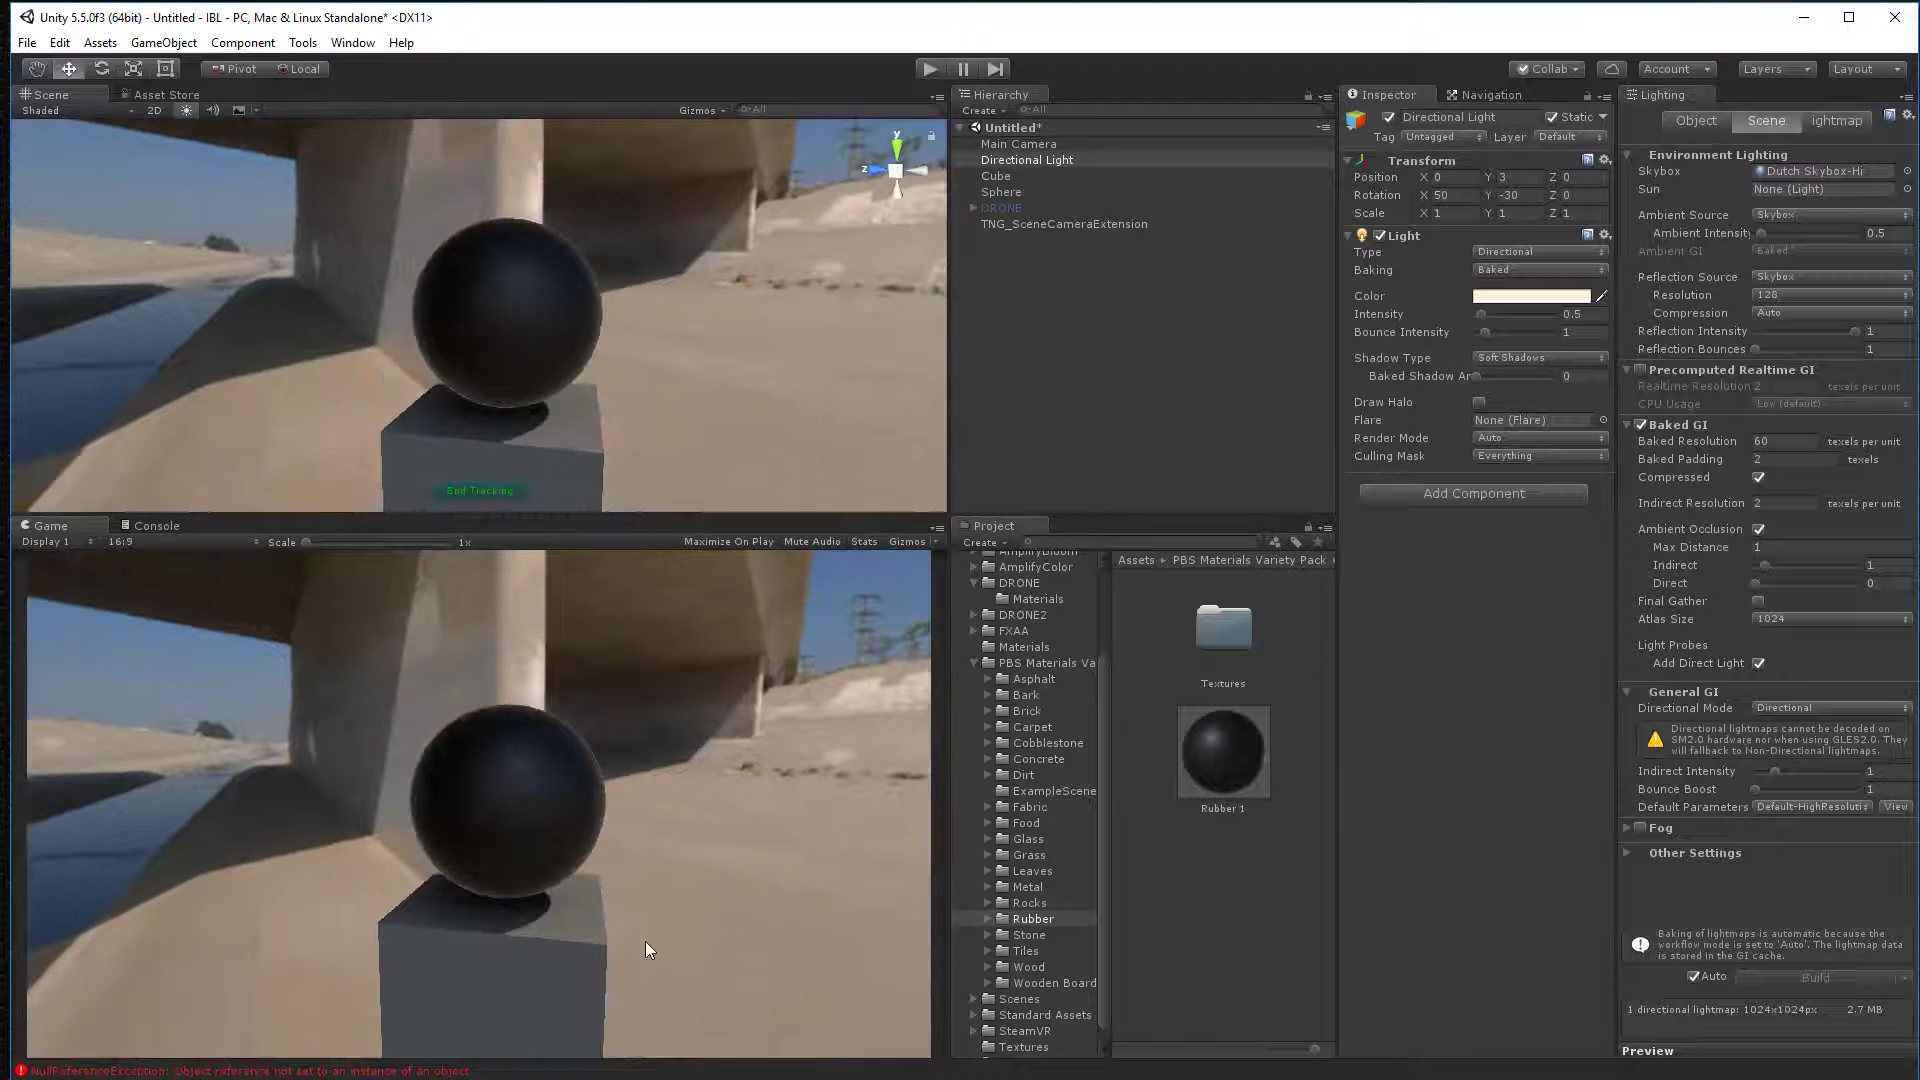 Unity 5.5.0f3 (64bit) - Untitled - IBL - PC, Mac & Linux Standalone* <DX11>
File Edit Assets GameObject Component Tools Window Help
Pivot Local
Collab Account Layers Layout
Scene Asset Store
Shaded 2D Gizmos All
End Tracking
Game Console
Display 1 16:9 Scale 1x Maximize On Play Mute Audio Stats Gizmos
NullReferenceException: Object reference not set to an instance of an object
Hierarchy
Create All
Untitled*
Main Camera
Directional Light
Cube
Sphere
DRONE
TNG_SceneCameraExtension
Project
Create
AmplifyBloom
AmplifyColor
DRONE
Materials
DRONE2
FXAA
Materials
PBS Materials Va
Asphalt
Bark
Brick
Carpet
Cobblestone
Concrete
Dirt
ExampleScene
Fabric
Food
Glass
Grass
Leaves
Metal
Rocks
Rubber
Stone
Tiles
Wood
Wooden Board
Scenes
Standard Assets
SteamVR
Textures
Assets PBS Materials Variety Pack
Textures
Rubber 1
Inspector Navigation
Directional Light Static
Tag Untagged Layer Default
Transform
Position X 0 Y 3 Z 0
Rotation X 50 Y -30 Z 0
Scale X 1 Y 1 Z 1
Light
Type Directional
Baking Baked
Color
Intensity 0.5
Bounce Intensity 1
Shadow Type Soft Shadows
Baked Shadow Ar 0
Draw Halo
Flare None (Flare)
Render Mode Auto
Culling Mask Everything
Add Component
Lighting
Object Scene ightmap
Environment Lighting
Skybox Dutch Skybox-Hi
Sun None (Light)
Ambient Source Skybox
Ambient Intensity 0.5
Ambient GI Baked
Reflection Source Skybox
Resolution 128
Compression Auto
Reflection Intensity 1
Reflection Bounces 1
Precomputed Realtime GI
Realtime Resolution 2 texels per unit
CPU Usage Low (default)
Baked GI
Baked Resolution 60 texels per unit
Baked Padding 2 texels
Compressed
Indirect Resolution 2 texels per unit
Ambient Occlusion
Max Distance 1
Indirect 1
Direct 0
Final Gather
Atlas Size 1024
Light Probes
Add Direct Light
General GI
Directional Mode Directional
Directional lightmaps cannot be decoded on
SM2.0 hardware nor when using GLES2.0. They
will fallback to Non-Directional lightmaps.
Indirect Intensity 1
Bounce Boost 1
Default Parameters Default-HighResoluti View
Fog
Other Settings
Baking of lightmaps is automatic because the
workflow mode is set to 'Auto'. The lightmap data
is stored in the GI cache.
Auto Build
1 directional lightmap: 1024x1024px 2.7 MB
Preview